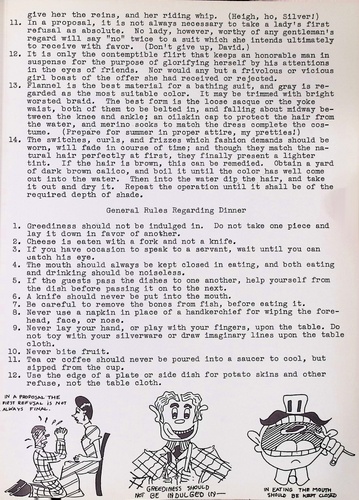 give her the reins, and her riding whip. (Heigh, ho, Silver!)
11. In a proposal, it is not always necessary to take a lady's first
refusal as absolute. No lady, however, worthy of any gentleman's
regard will say "no" twice to a suit which she intends ultimately
to receive with favor. (Don't give up, David.)
12. It is only the contemptible flirt that keeps an honorable man in
suspense for the purpose of glorifying herself by his attentions
in the eyes of friends. Nor would any but a frivolous or vicious
girl boast of the offer she had received or rejected.
13. Flannel is the best material for a bathing suit, and gray is re-
garded as the most suitable color. It may be trimmed with bright
worsted braid. The best form is the loose sacque or the yoke
waist, both of them to be belted in, and falling about midway be-
tween the knee and ankle; an oilskin cap to protect the hair from
the water, and merino socks to match the dress complete the cos-
tume. (Prepare for summer in proper attire, my pretties!)
14. The switches, curls, and frizzes which fashion demands should be
worn, will fade in course of time; and though they match the na-
tural hair perfectly at first, they finally present a lighter
tint. If the hair is brown, this can be remedied. Obtain a yard
of dark brown calico, and boil it until the color has well come
out into the water. Then into the water dip the hair, and take
it out and dry it. Repeat the operation until it shall be of the
required depth of shade.
General Rules Regarding Dinner
1. Greediness should not be indulged in. Do not take one piece and
lay it down in favor of another.
2. Cheese is eaten with a fork and not a knife.
3. If you have occasion to speak to a servant, wait until you can
catch his eye.
4. The mouth should always be kept closed in eating, and both eating
and drinking should be noiseless.
5. If the guests pass the dishes to one another, help yourself from
the dish before passing it on to the next.
6. A knife should never be put into the mouth.
7. Be careful to remove the bones from fish, before eating it.
8. Never use a napkin in place of a handkerchief for wiping the fore-
head, face, or nose.
9. Never lay your hand, or play with your fingers, upon the table. Do
not toy with your silverware or draw imaginary lines upon the table
cloth.
10. Never bite fruit.
11. Tea or coffee should never be poured into a saucer to cool, but
sipped from the cup.
12. Use the edge of a plate or side dish for potato skins and other
refuse, not the table cloth.
IN A PROPOSAL THE
FIRST REFUSAL IS NOT
ALWAYS FINAL.
GREEDINESS SHOULD
NOT BE INDULGED IN—
IN EATING THE MOUTH
SHOULD BE KEPT CLOSED